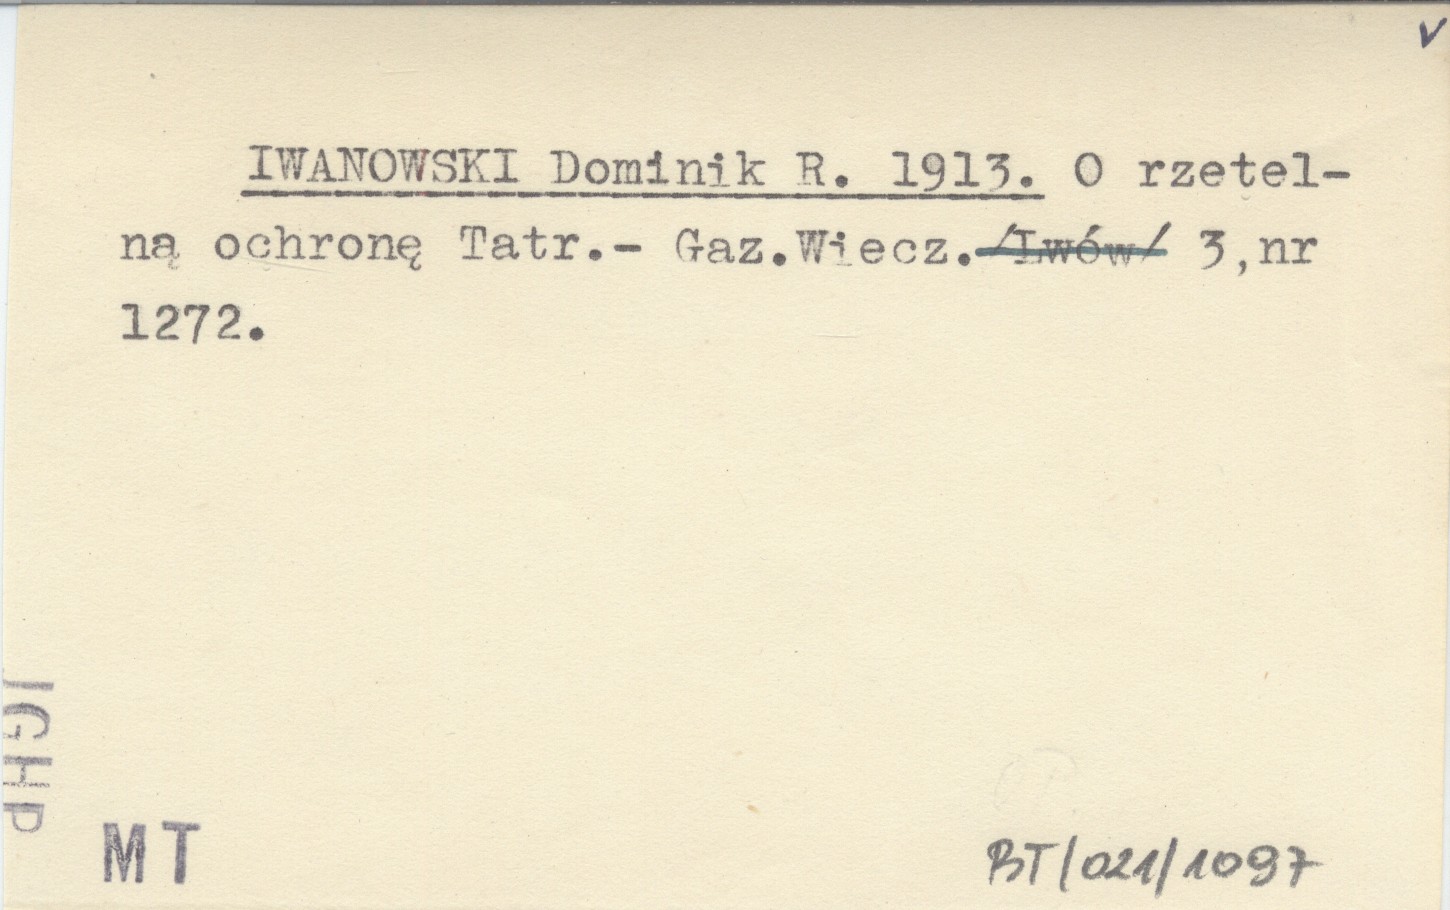 v
IWANOWSKI Dominik R. 1913. O rzetel-
ną ochronę Tatr.- Gaz.Wiecz./Lwów/ 3,nr
1272.
IGHP
MT
BT/021/1097